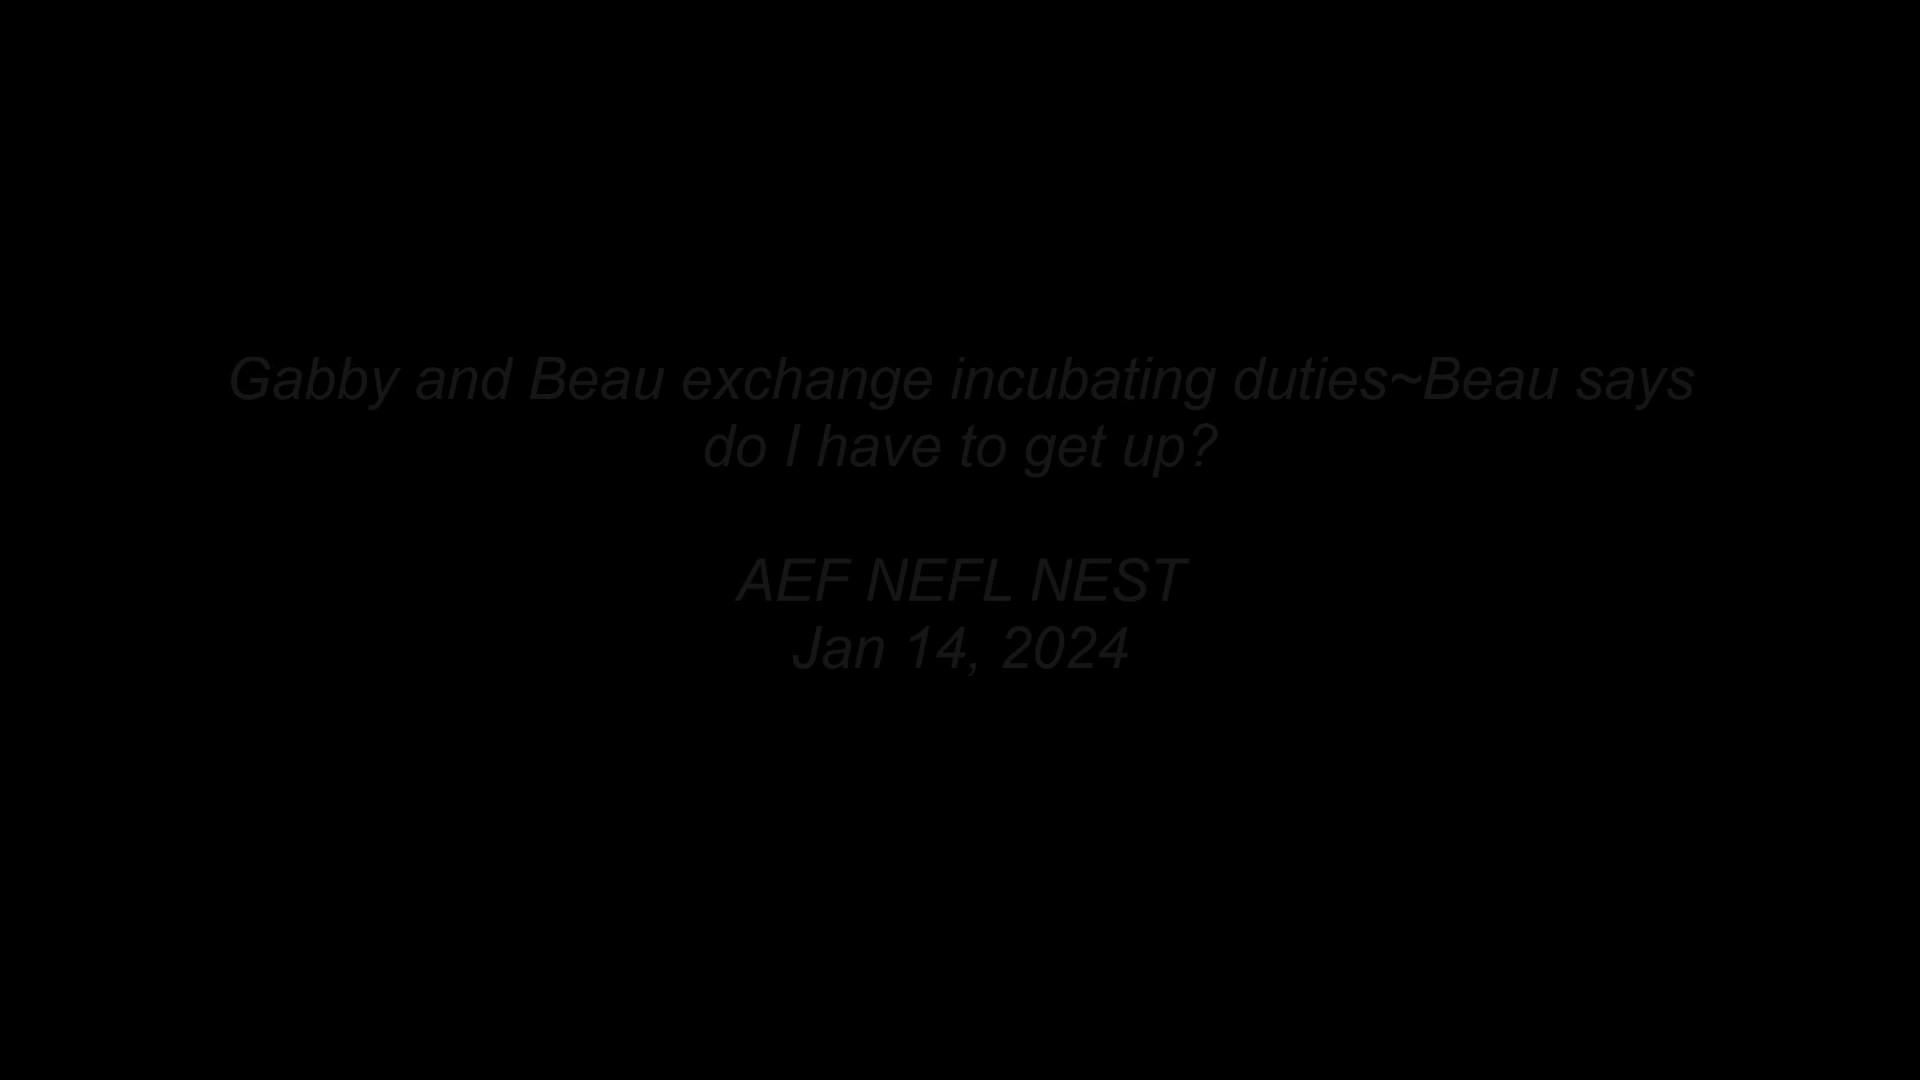 Gabby and Beau exchange incubating duties~Beau says
do I have to get up?
AEF NEFL NEST
Jan 14, 2024